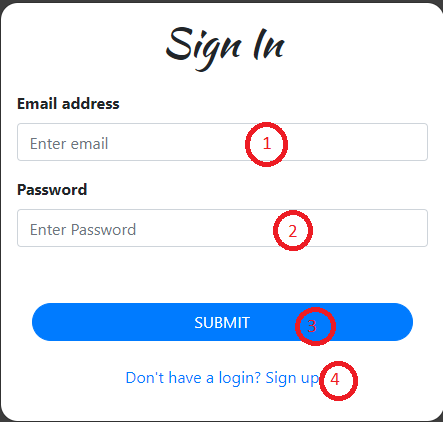 Sign In
Email address
Enter email 1
Password
Enter Password 2
SUBMIT 3
Don't have a login? Sign up 4